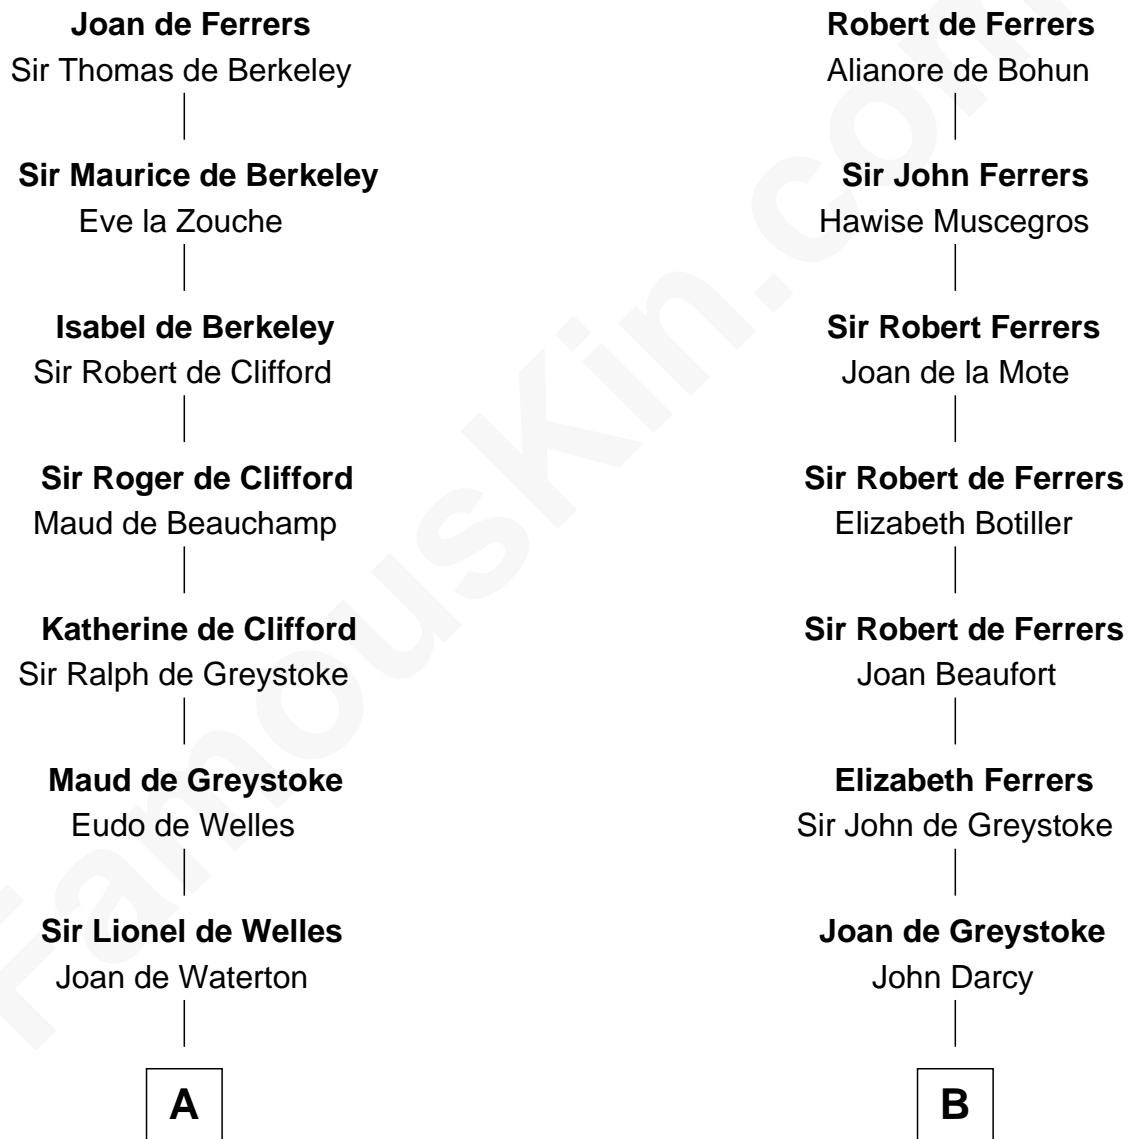 Joan de Ferrers
Sir Thomas de Berkeley
Sir Maurice de Berkeley
Eve la Zouche
Isabel de Berkeley
Sir Robert de Clifford
Sir Roger de Clifford
Maud de Beauchamp
Katherine de Clifford
Sir Ralph de Greystoke
Maud de Greystoke
Eudo de Welles
Sir Lionel de Welles
Joan de Waterton
A
Robert de Ferrers
Alianore de Bohun
Sir John Ferrers
Hawise Muscegros
Sir Robert Ferrers
Joan de la Mote
Sir Robert de Ferrers
Elizabeth Botiller
Sir Robert de Ferrers
Joan Beaufort
Elizabeth Ferrers
Sir John de Greystoke
Joan de Greystoke
John Darcy
B
FamousKin.com